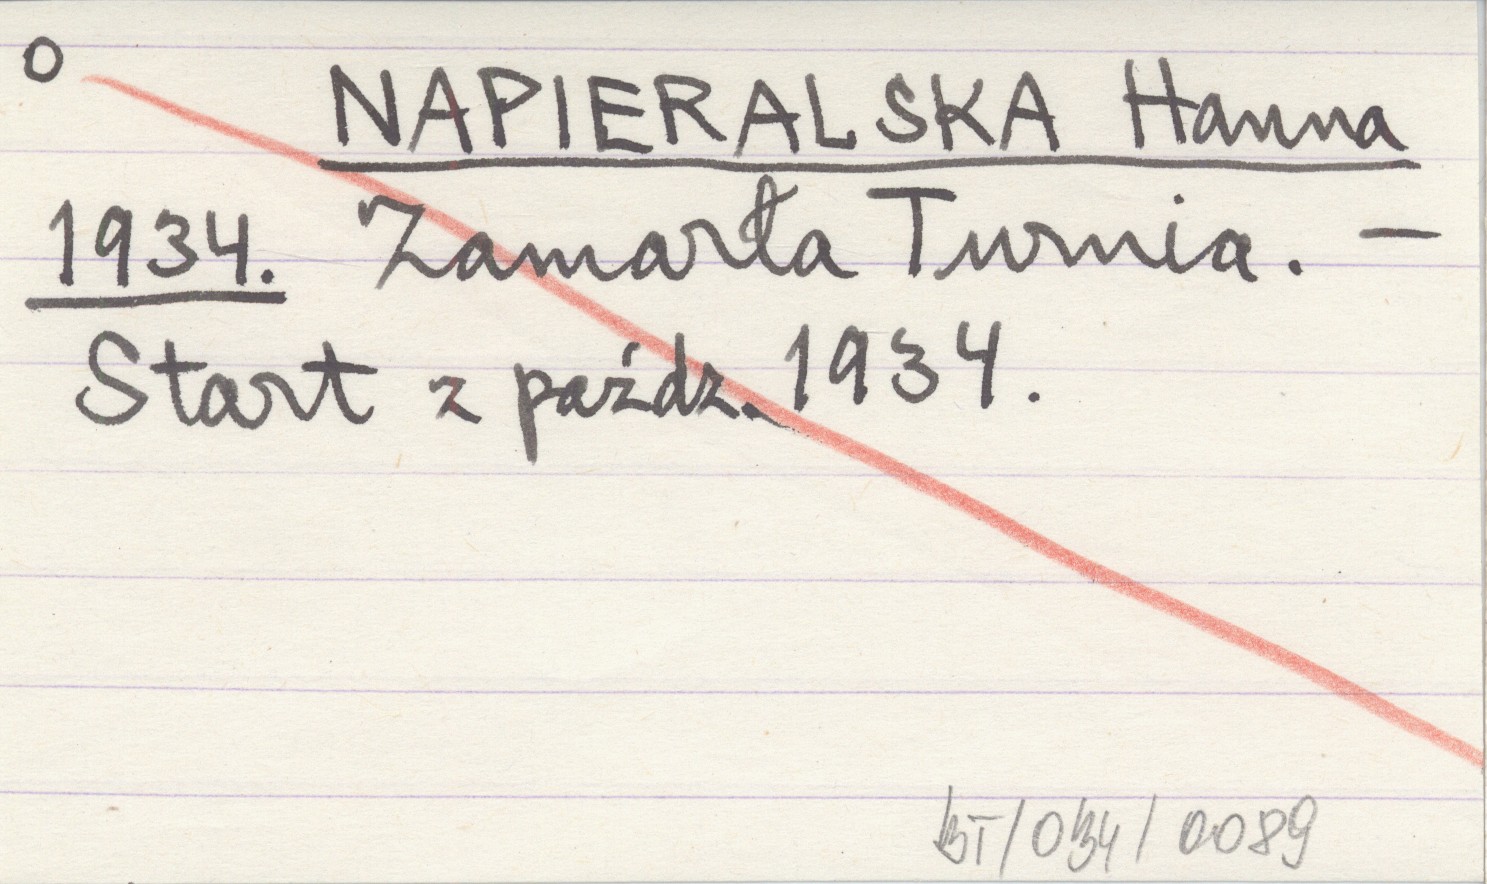 O
NAPIERALSKA Hanna
1934. Zamarła Turnia. —
Start z paźdz. 1934.
BT/034/0089